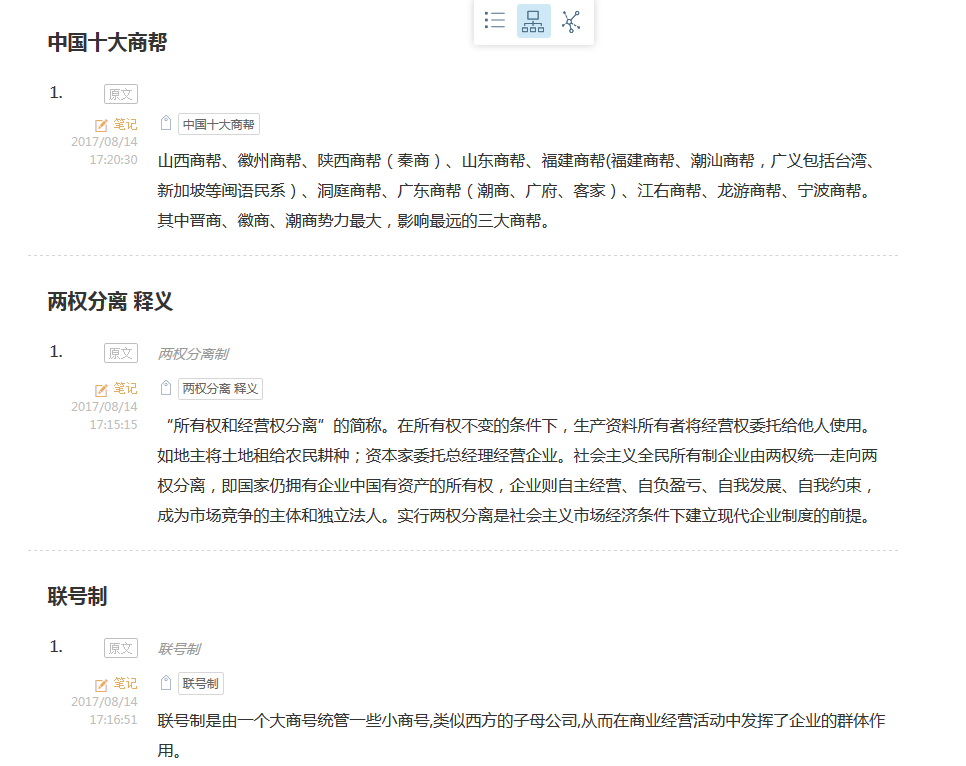 中国十大商帮
1. 原文
笔记 中国十大商帮
2017/08/14
17:20:30
山西商帮、徽州商帮、陕西商帮（秦商）、山东商帮、福建商帮(福建商帮、潮汕商帮，广义包括台湾、
新加坡等闽语民系）、洞庭商帮、广东商帮（潮商、广府、客家）、江右商帮、龙游商帮、宁波商帮。
其中晋商、徽商、潮商势力最大，影响最远的三大商帮。
两权分离 释义
1. 原文 两权分离制
笔记 两权分离 释义
2017/08/14
17:15:15
“所有权和经营权分离”的简称。在所有权不变的条件下，生产资料所有者将经营权委托给他人使用。
如地主将土地租给农民耕种；资本家委托总经理经营企业。社会主义全民所有制企业由两权统一走向两
权分离，即国家仍拥有企业中国有资产的所有权，企业则自主经营、自负盈亏、自我发展、自我约束，
成为市场竞争的主体和独立法人。实行两权分离是社会主义市场经济条件下建立现代企业制度的前提。
联号制
1. 原文 联号制
笔记 联号制
2017/08/14
17:16:51
联号制是由一个大商号统管一些小商号,类似西方的子母公司,从而在商业经营活动中发挥了企业的群体作
用。